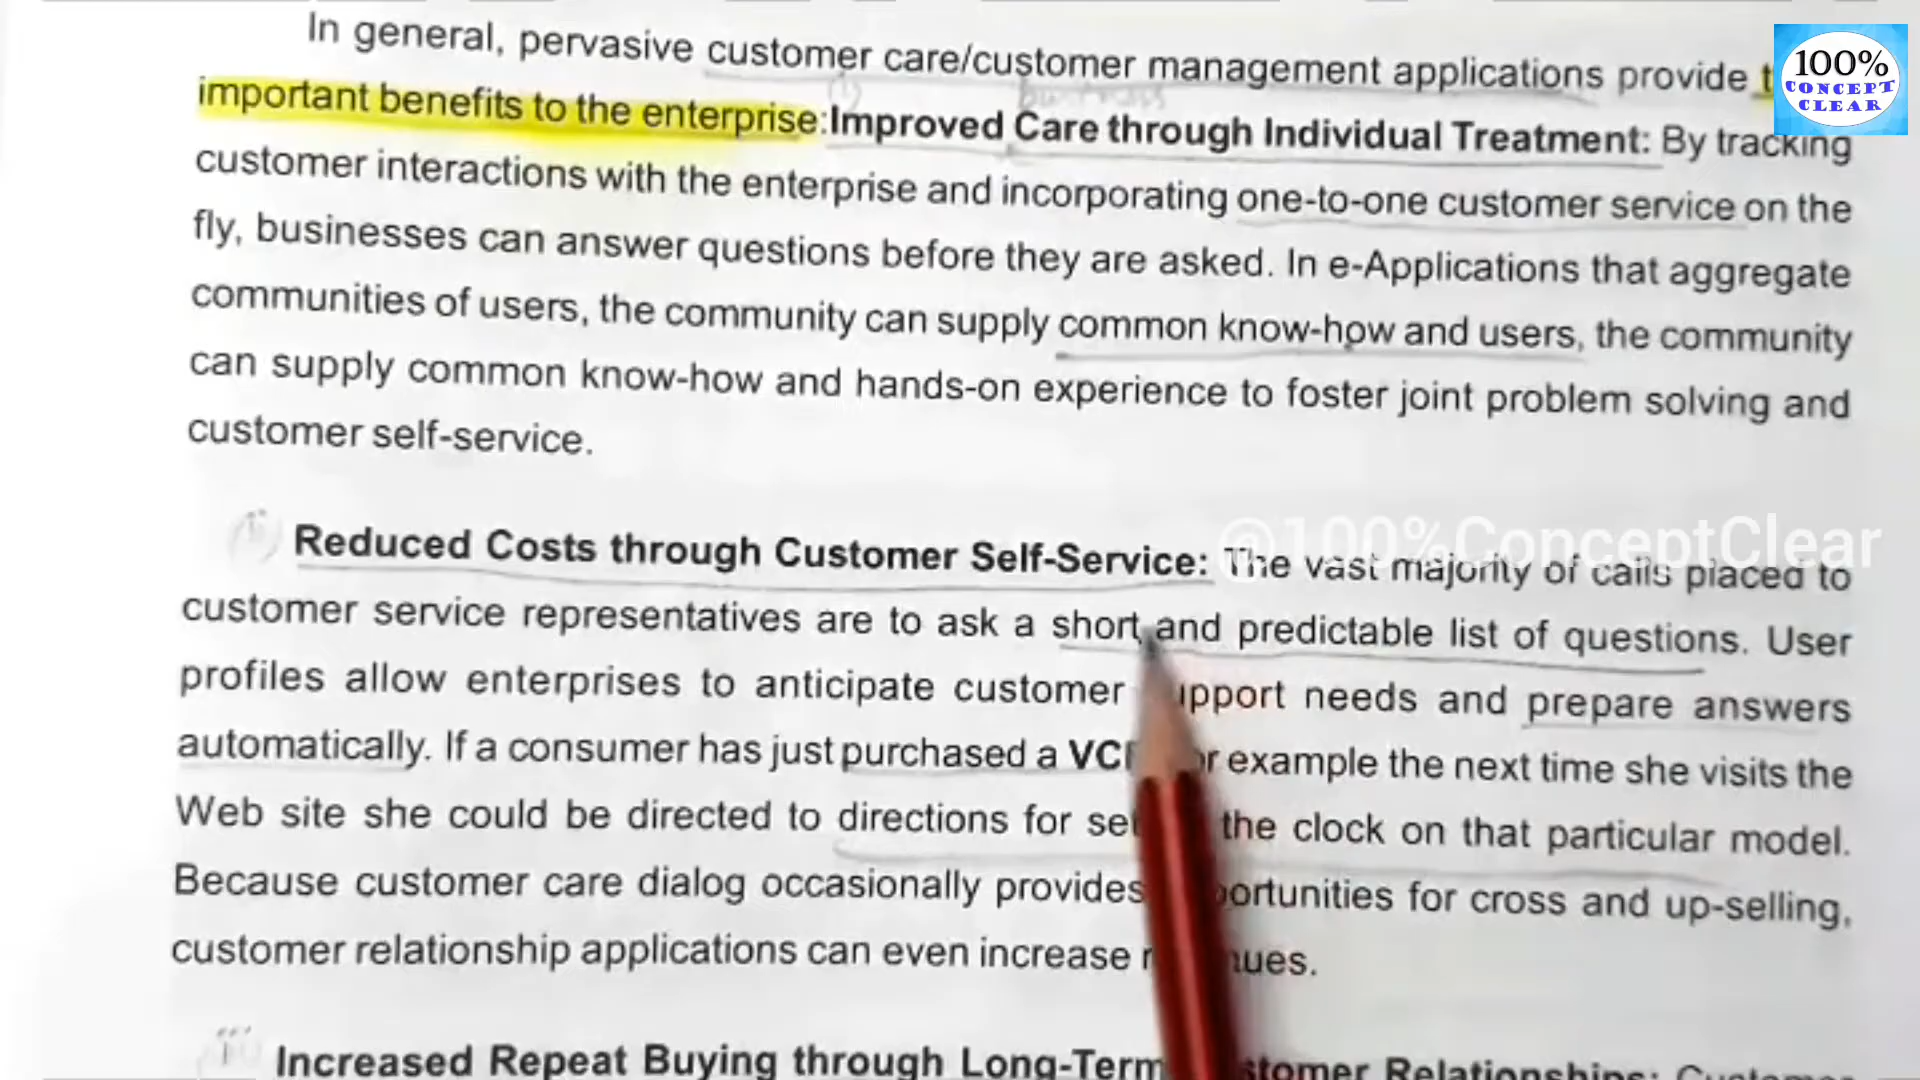 In general, pervasive customer care/customer management applications provide
important benefits to the enterprise:Improved Care through Individual Treatment: By tracking
customer interactions with the enterprise and incorporating one-to-one customer service on the
fly, businesses can answer questions before they are asked. In e-Applications that aggregate
communities of users, the community can supply common know-how and users, the community
can supply common know-how and hands-on experience to foster joint problem solving and
customer self-service.
Reduced Costs through Customer Self-Service: The vast majority of calls placed to
customer service representatives are to ask a short and predictable list of questions. User
profiles allow enterprises to anticipate customer needs and prepare answers
automatically. If a consumer has just purchased a example the next time she visits the
Web site she could be directed to directions for the clock on that particular model.
Because customer care dialog occasionally provides for cross and up-selling,
customer relationship applications can even increase
Increased Repeat Buying through Long-Term Relationships:
100%
CONCEPT
CLEAR
@100%ConceptClear